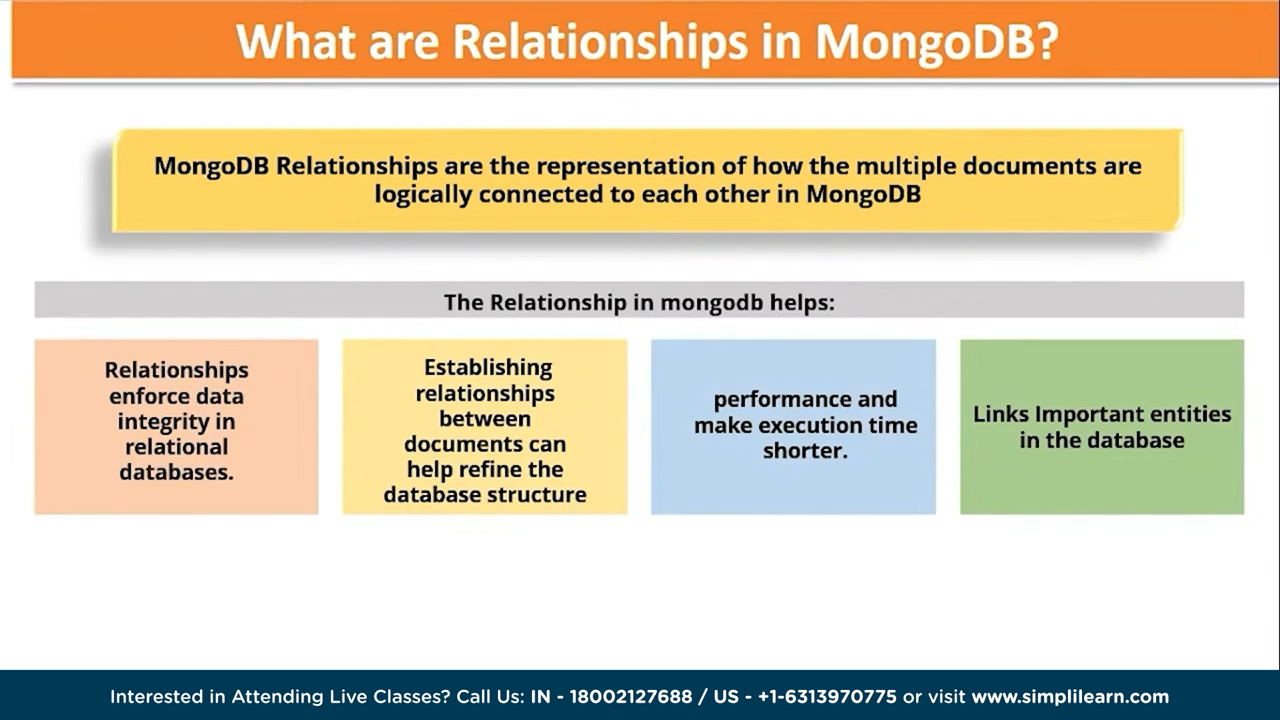 What are Relationships in MongoDB?
MongoDB Relationships are the representation of how the multiple documents are
logically connected to each other in MongoDB
The Relationship in mongodb helps:
Relationships
enforce data
integrity in
relational
databases.
Establishing
relationships
between
documents can
help refine the
database structure
performance and
make execution time
shorter.
Links Important entities
in the database
Interested in Attending Live Classes? Call Us: IN - 18002127688 / US - +1-6313970775 or visit www.simplilearn.com